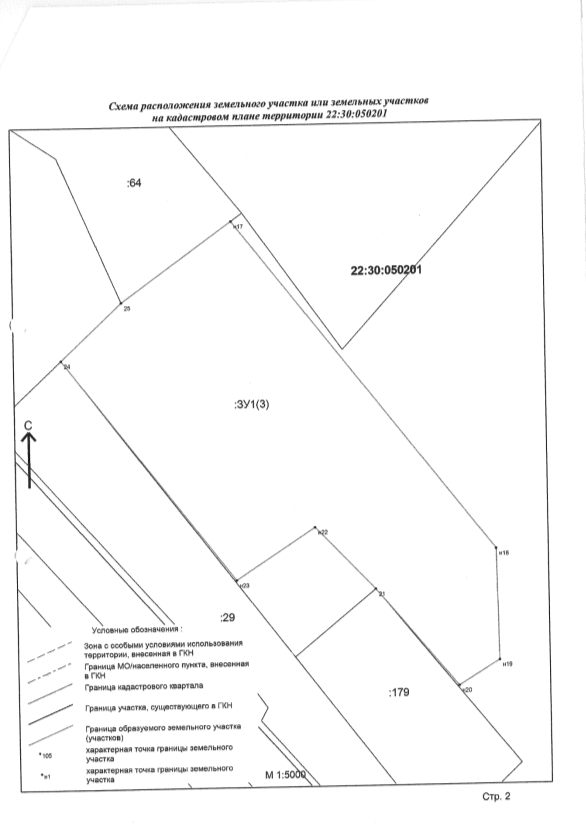 Схема расположения земельного участка или земельных участков
на кадастровом плане территории 22:30:050201
:64
н17
22:30:050201
25
24
:ЗУ1(3)
С
н22
н18
н23
21
:29
н19
н20
:179
Условные обозначения :
Зона с особыми условиями использования
территории, внесенная в ГКН
Граница МО/населенного пункта, внесенная
в ГКН
Граница кадастрового квартала
Граница участка, существующего в ГКН
Граница образуемого земельного участка
(участков)
*105 характерная точка границы земельного
участка
*н1 характерная точка границы земельного
участка
М 1:5000
Стр. 2